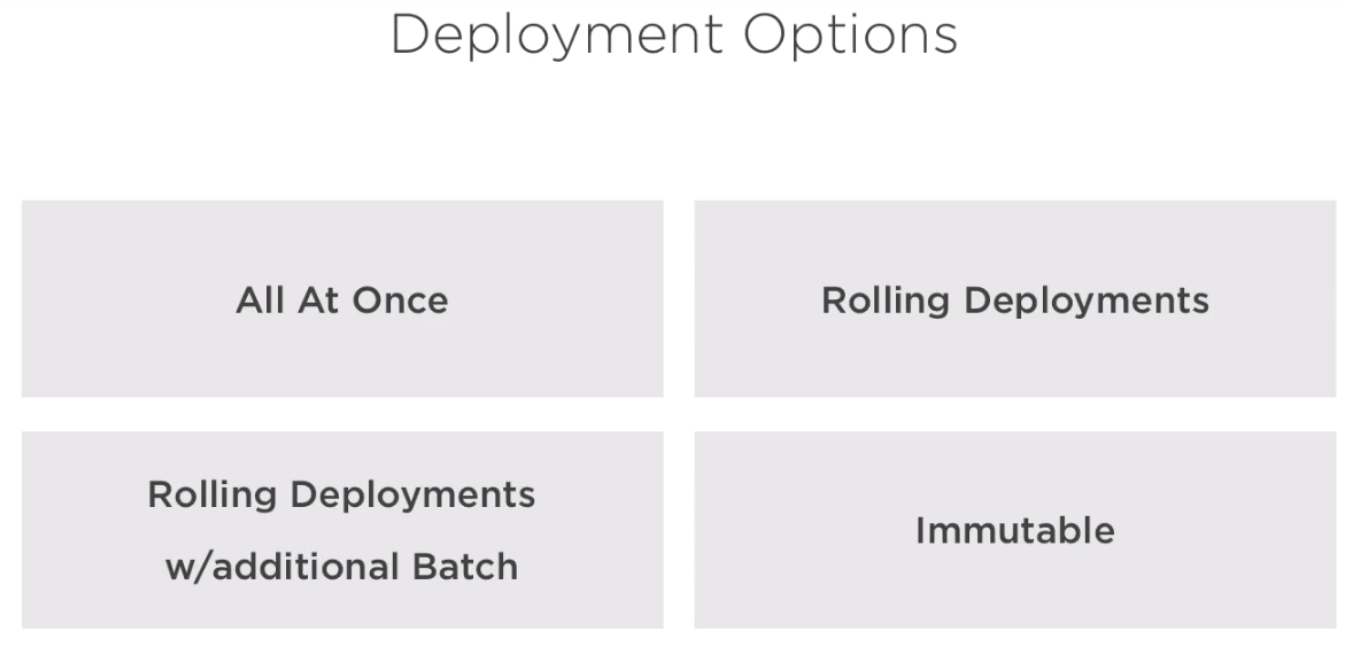 Deployment Options
All At Once
Rolling Deployments
Rolling Deployments
w/additional Batch
Immutable